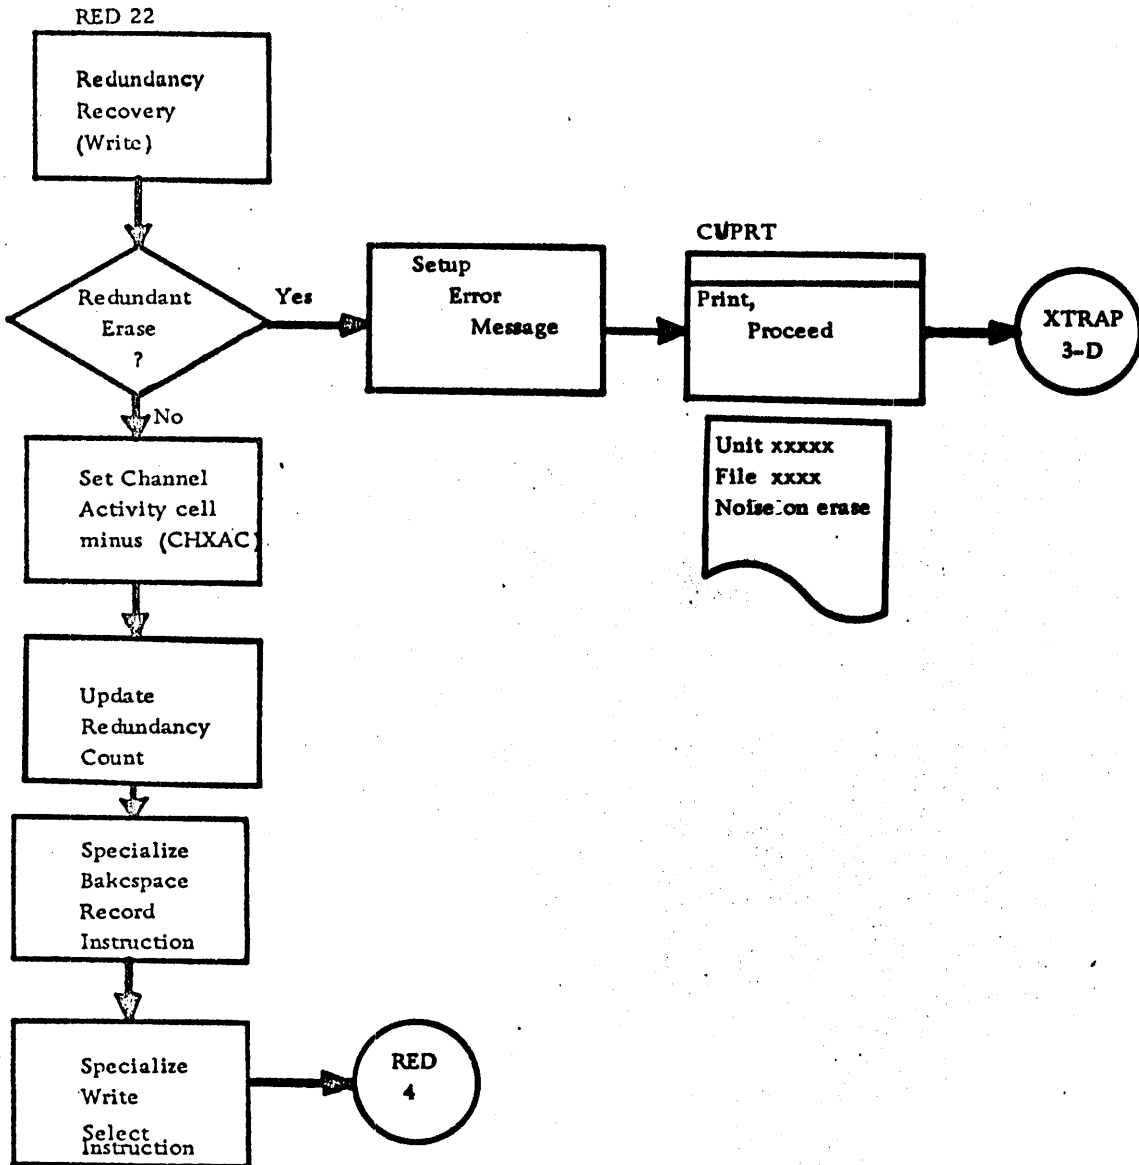 RED 22
Redundancy
Recovery
(Write)
Redundant
Erase
?
Yes
Setup
Error
Message
CUPRT
Print,
Proceed
XTRAP
3-D
Unit xxxxx
File xxxx
Noise on erase
No
Set Channel
Activity cell
minus (CHXAC)
Update
Redundancy
Count
Specialize
Bakcspace
Record
Instruction
Specialize
Write
Select
Instruction
RED
4